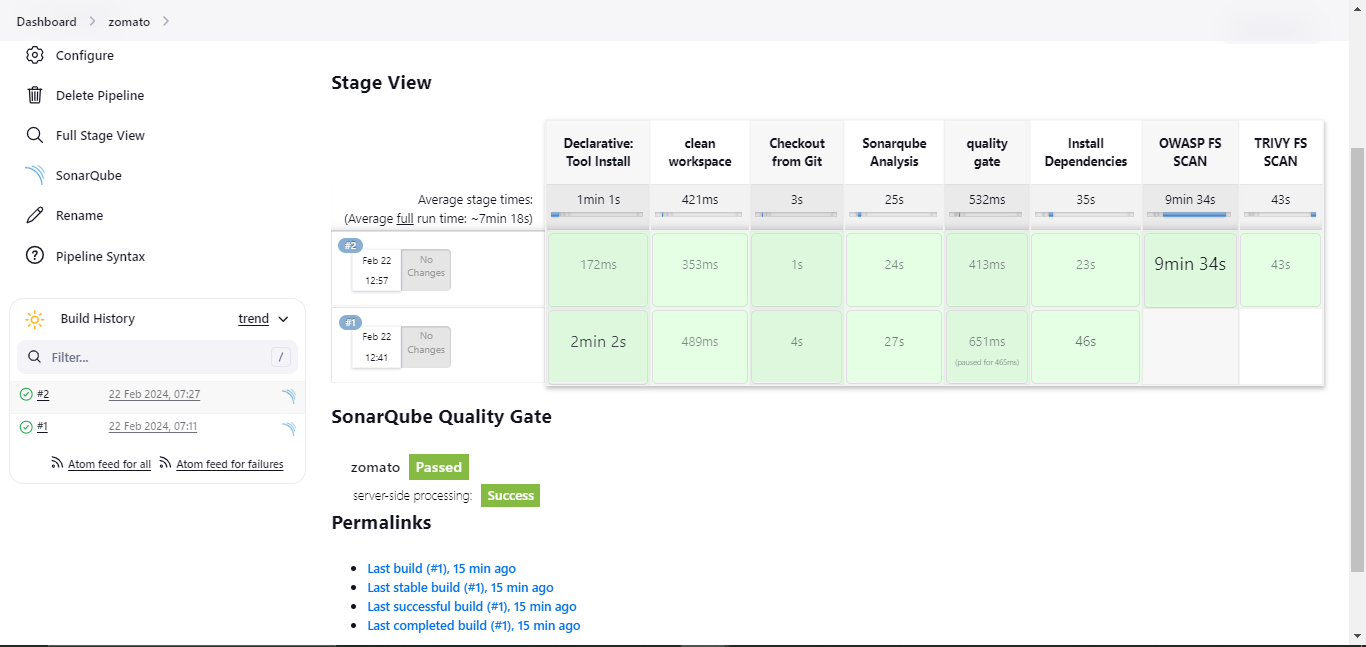 Dashboard > zomato >
Configure
Delete Pipeline
Full Stage View
SonarQube
Rename
Pipeline Syntax
Build History
trend
Filter...
/
#2 22 Feb 2024, 07:27
#1 22 Feb 2024, 07:11
Atom feed for all Atom feed for failures
Stage View
Declarative:
Tool Install
clean
workspace
Checkout
from Git
Sonarqube
Analysis
quality
gate
Install
Dependencies
OWASP FS
SCAN
TRIVY FS
SCAN
Average stage times:
(Average full run time: ~7min 18s)
1min 1s 421ms 3s 25s 532ms 35s 9min 34s 43s
#2
Feb 22
12:57
No
Changes
172ms 353ms 1s 24s 413ms 23s 9min 34s 43s
#1
Feb 22
12:41
No
Changes
2min 2s 489ms 4s 27s 651ms 46s
(paused for 465ms)
SonarQube Quality Gate
zomato Passed
server-side processing: Success
Permalinks
Last build (#1), 15 min ago
Last stable build (#1), 15 min ago
Last successful build (#1), 15 min ago
Last completed build (#1), 15 min ago